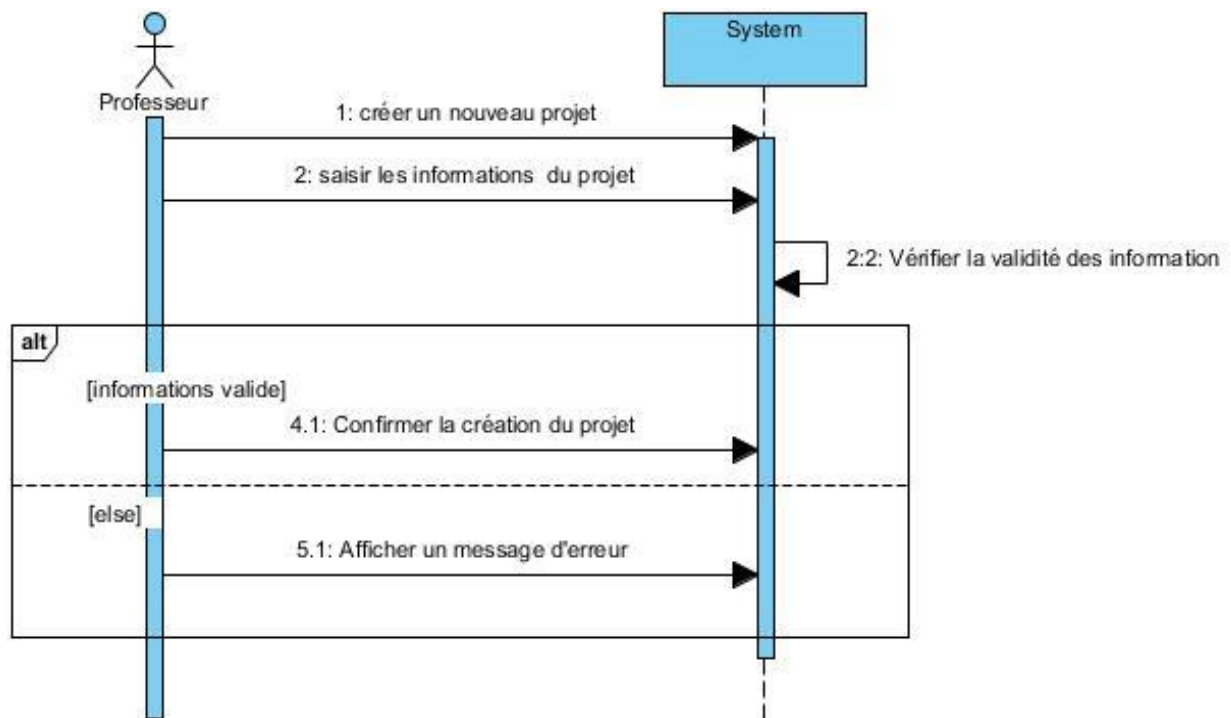 System
Professeur
1: créer un nouveau projet
2: saisir les informations du projet
2:2: Vérifier la validité des information
alt
[informations valide]
4.1: Confirmer la création du projet
[else]
5.1: Afficher un message d'erreur